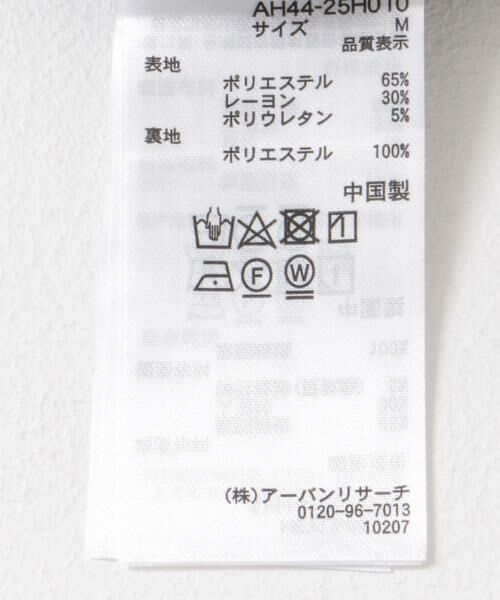 AH44-25H010
サイズ M
品質表示
表地
ポリエステル 65%
レーヨン 30%
ポリウレタン 5%
裏地
ポリエステル 100%
中国製
F W
(株)アーバンリサーチ
0120-96-7013
10207